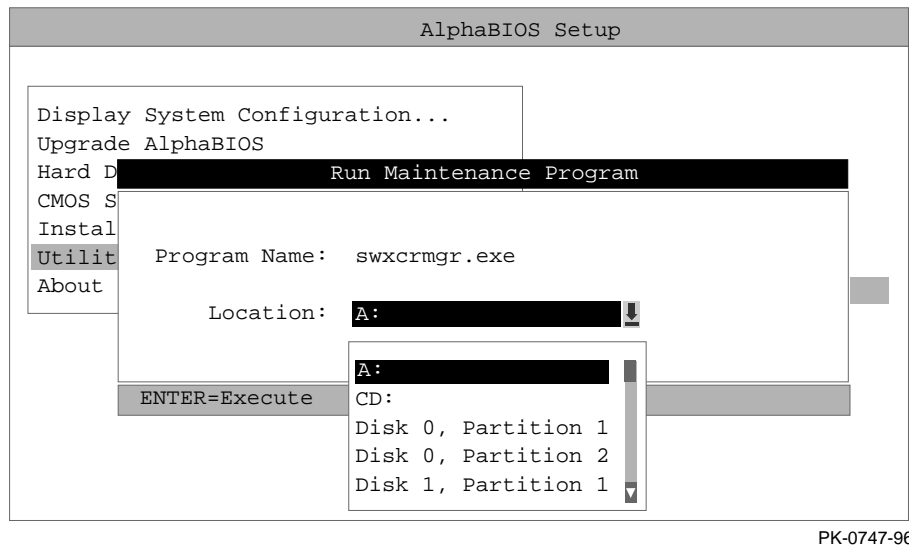 AlphaBIOS Setup
Display System Configuration...
Upgrade AlphaBIOS
Hard D
CMOS S
Instal
Utilit
About
Run Maintenance Program
Program Name: swxcrmgr.exe
Location: A:
A:
CD:
Disk 0, Partition 1
Disk 0, Partition 2
Disk 1, Partition 1
ENTER=Execute
PK-0747-96